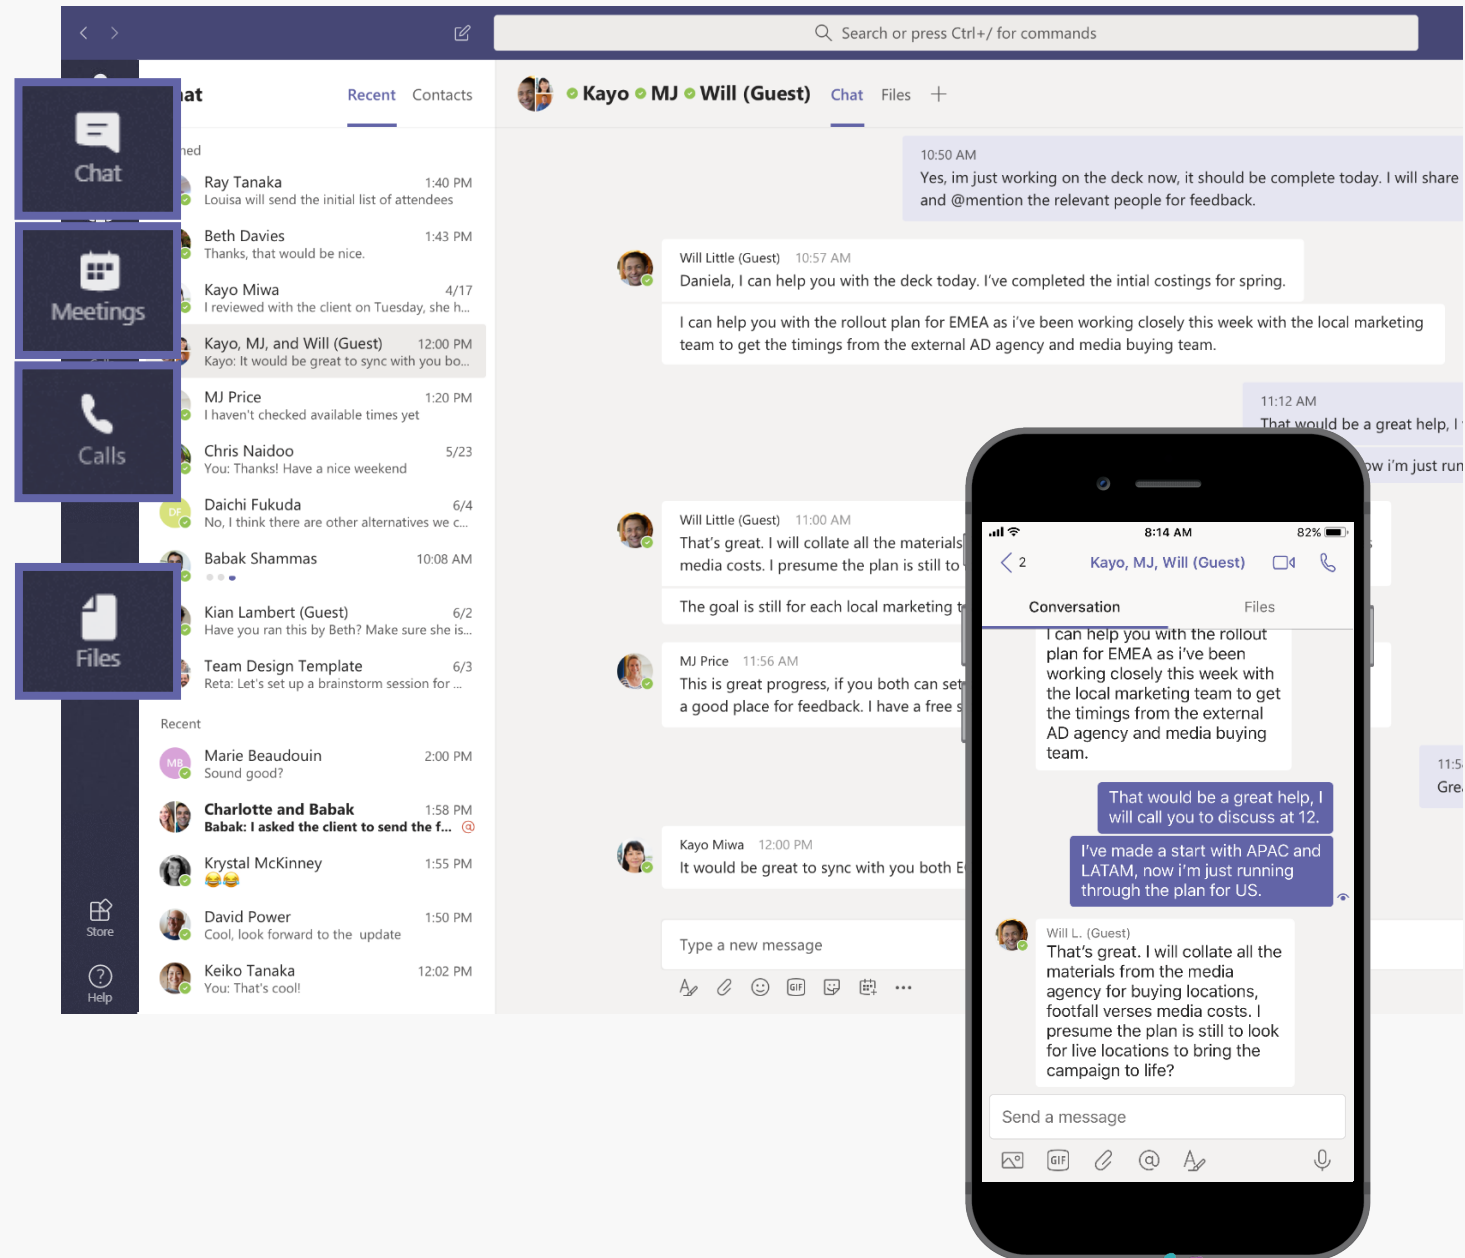 Search or press Ctrl+/ for commands
Chat
Meetings
Calls
Files
Store
Help
Recent Contacts
Ray Tanaka 1:40 PM
Louisa will send the initial list of attendees
Beth Davies 1:43 PM
Thanks, that would be nice.
Kayo Miwa 4/17
I reviewed with the client on Tuesday, she h...
Kayo, MJ, and Will (Guest) 12:00 PM
Kayo: It would be great to sync with you bo...
MJ Price 1:20 PM
I haven't checked available times yet
Chris Naidoo 5/23
You: Thanks! Have a nice weekend
DF
Daichi Fukuda 6/4
No, I think there are other alternatives we c...
Babak Shammas 10:08 AM
Kian Lambert (Guest) 6/2
Have you ran this by Beth? Make sure she is...
Team Design Template 6/3
Reta: Let's set up a brainstorm session for ...
Recent
MB
Marie Beaudouin 2:00 PM
Sound good?
Charlotte and Babak 1:58 PM
Babak: I asked the client to send the f... @
Krystal McKinney 1:55 PM
David Power 1:50 PM
Cool, look forward to the update
Keiko Tanaka 12:02 PM
You: That's cool!
Kayo MJ Will (Guest) Chat Files
10:50 AM
Yes, im just working on the deck now, it should be complete today. I will share
and @mention the relevant people for feedback.
Will Little (Guest) 10:57 AM
Daniela, I can help you with the deck today. I've completed the intial costings for spring.
I can help you with the rollout plan for EMEA as i've been working closely this week with the local marketing
team to get the timings from the external AD agency and media buying team.
11:12 AM
That would be a great help, I
i'm just run
Will Little (Guest) 11:00 AM
That's great. I will collate all the materials
media costs. I presume the plan is still to
The goal is still for each local marketing
MJ Price 11:56 AM
This is great progress, if you both can set
a good place for feedback. I have a free
Kayo Miwa 12:00 PM
It would be great to sync with you both
Type a new message
GIF
8:14 AM 82%
2 Kayo, MJ, Will (Guest)
Conversation Files
I can help you with the rollout
plan for EMEA as i've been
working closely this week with
the local marketing team to get
the timings from the external
AD agency and media buying
team.
That would be a great help, I
will call you to discuss at 12.
I've made a start with APAC and
LATAM, now i'm just running
through the plan for US.
Will L. (Guest)
That's great. I will collate all the
materials from the media
agency for buying locations,
footfall verses media costs. I
presume the plan is still to look
for live locations to bring the
campaign to life?
Send a message
GIF